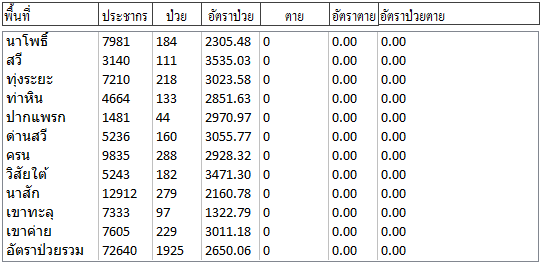 พื้นที่ ประชากร ป่วย อัตราป่วย ตาย อัตราตาย อัตราป่วยตาย
นาโพธิ์ 7981 184 2305.48 0 0.00 0.00
สวี 3140 111 3535.03 0 0.00 0.00
ทุ่งระยะ 7210 218 3023.58 0 0.00 0.00
ท่าหิน 4664 133 2851.63 0 0.00 0.00
ปากแพรก 1481 44 2970.97 0 0.00 0.00
ด่านสวี 5236 160 3055.77 0 0.00 0.00
ครน 9835 288 2928.32 0 0.00 0.00
วิสัยใต้ 5243 182 3471.30 0 0.00 0.00
นาสัก 12912 279 2160.78 0 0.00 0.00
เขาทะลุ 7333 97 1322.79 0 0.00 0.00
เขาค่าย 7605 229 3011.18 0 0.00 0.00
อัตราป่วยรวม 72640 1925 2650.06 0 0.00 0.00